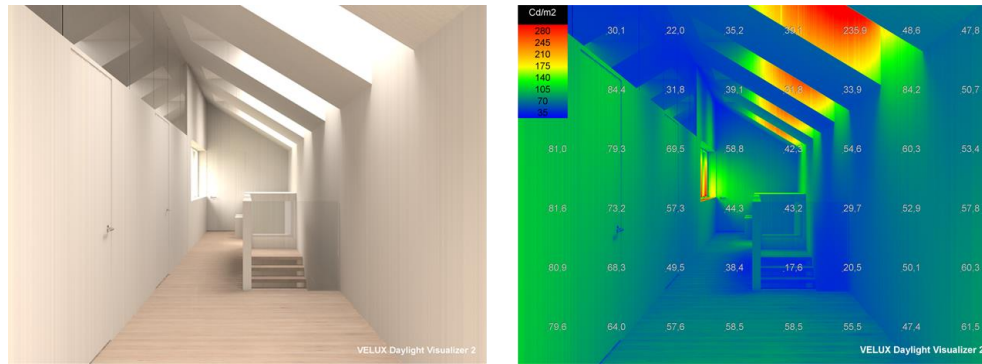 VELUX Daylight Visualizer 2
Cd/m2
280
245
210
175
140
105
70
35
30,1 22,0 35,2 39,1 235,9 48,6 47,8
84,4 31,8 39,1 31,6 33,9 84,2 50,7
81,0 79,3 69,5 58,8 42,3 54,6 60,3 53,4
81,6 73,2 57,3 44,3 43,2 29,7 52,9 57,8
80,9 68,3 49,5 38,4 17,6 20,5 50,1 60,3
79,6 64,0 57,6 58,5 58,5 55,5 47,4 61,5
VELUX Daylight Visualizer 2